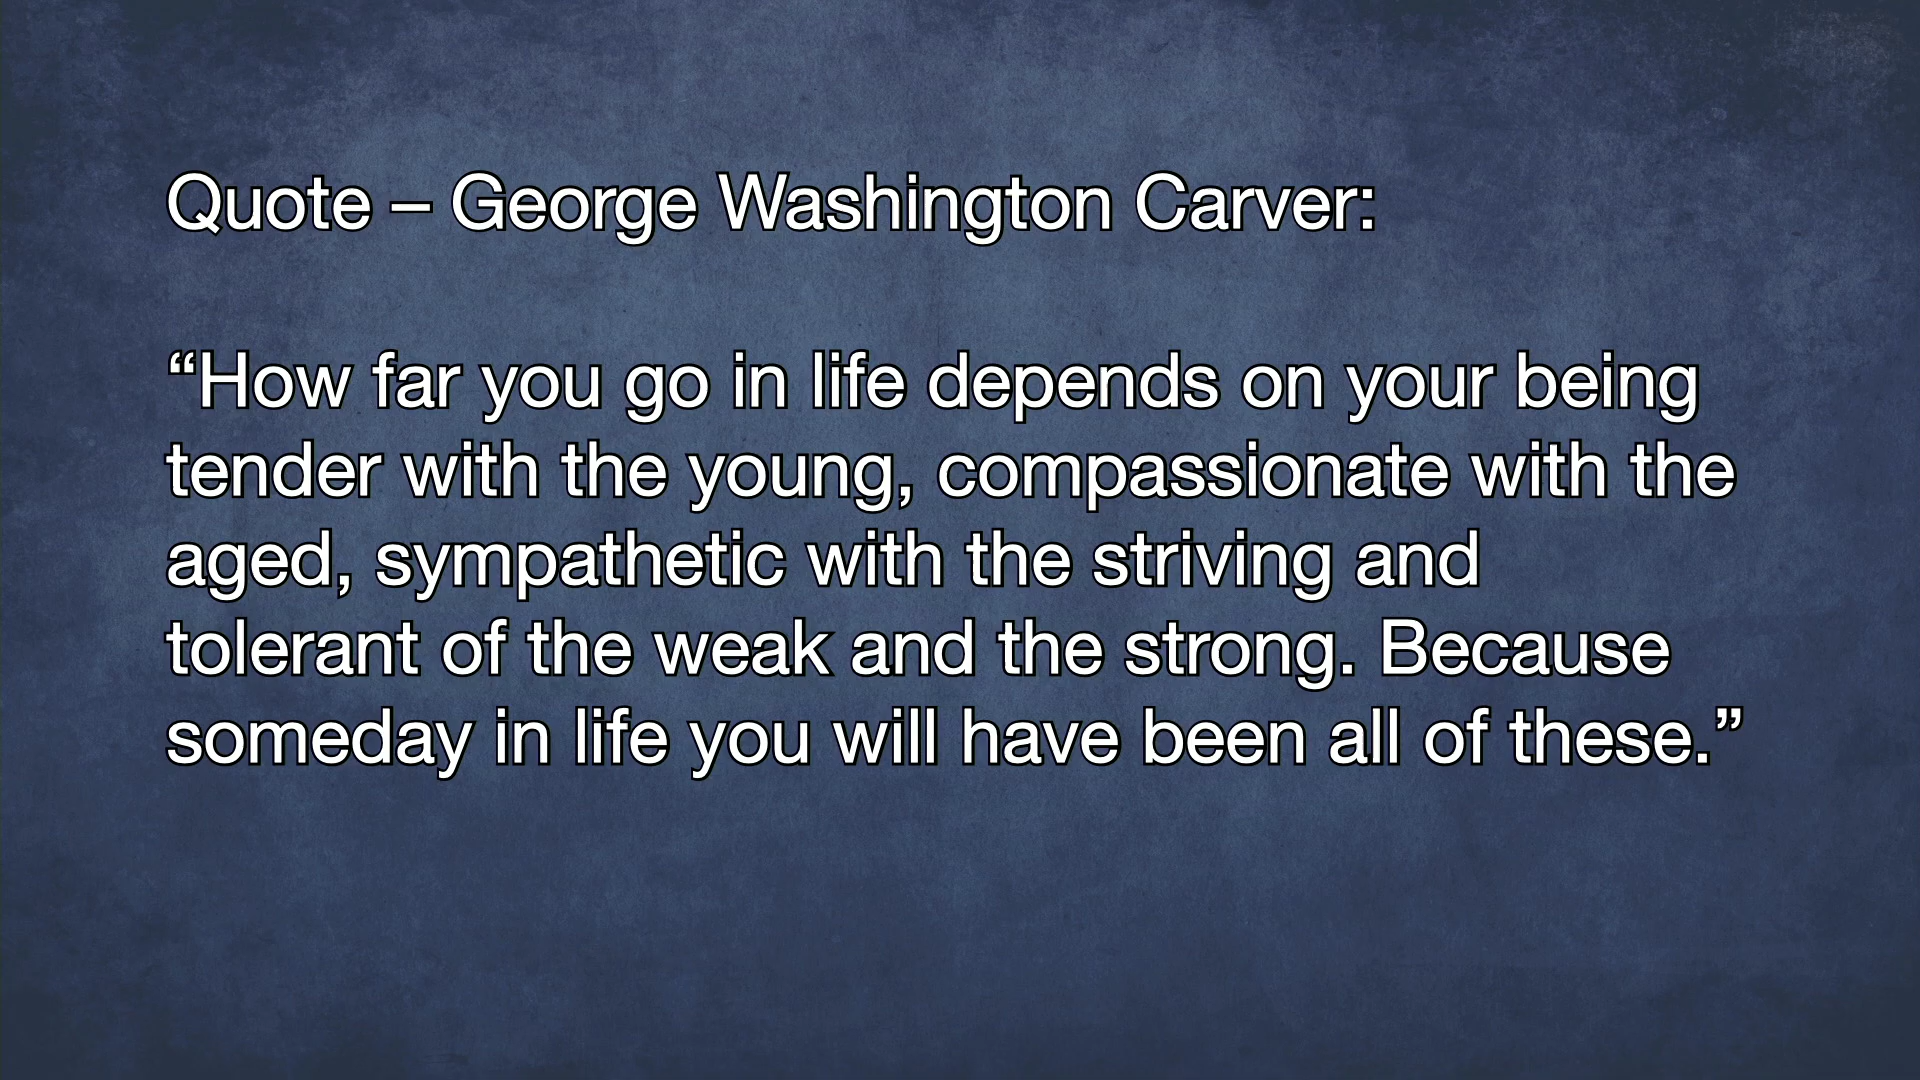 Quote – George Washington Carver:
“How far you go in life depends on your being
tender with the young, compassionate with the
aged, sympathetic with the striving and
tolerant of the weak and the strong. Because
someday in life you will have been all of these.”